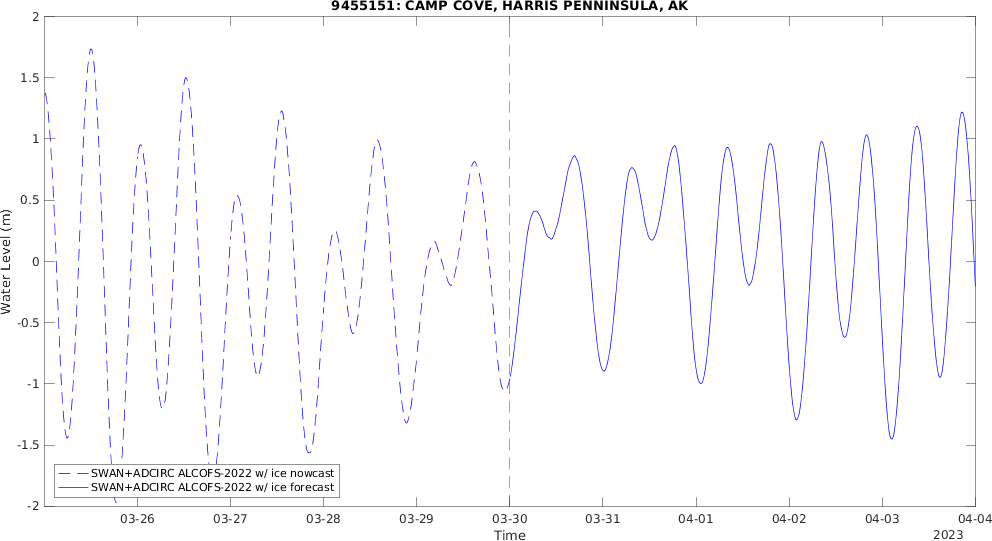 9455151: CAMP COVE, HARRIS PENNINSULA, AK
2
1.5
1
0.5
0
-0.5
-1
-1.5
-2
Water Level (m)
SWAN+ADCIRC ALCOFS-2022 w/ ice nowcast
SWAN+ADCIRC ALCOFS-2022 w/ ice forecast
03-26 03-27 03-28 03-29 03-30 03-31 04-01 04-02 04-03 04-04
Time
2023